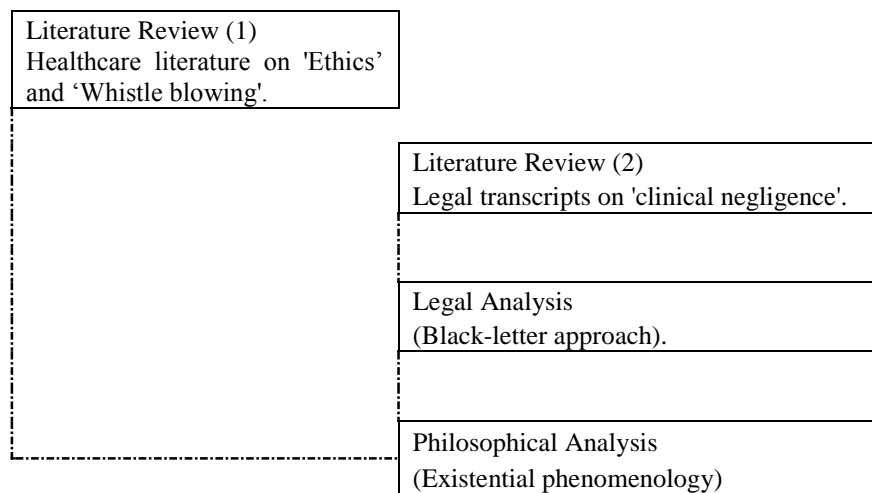 Literature Review (1)
Healthcare literature on 'Ethics’
and ‘Whistle blowing'.
Literature Review (2)
Legal transcripts on 'clinical negligence'.
Legal Analysis
(Black-letter approach).
Philosophical Analysis
(Existential phenomenology)